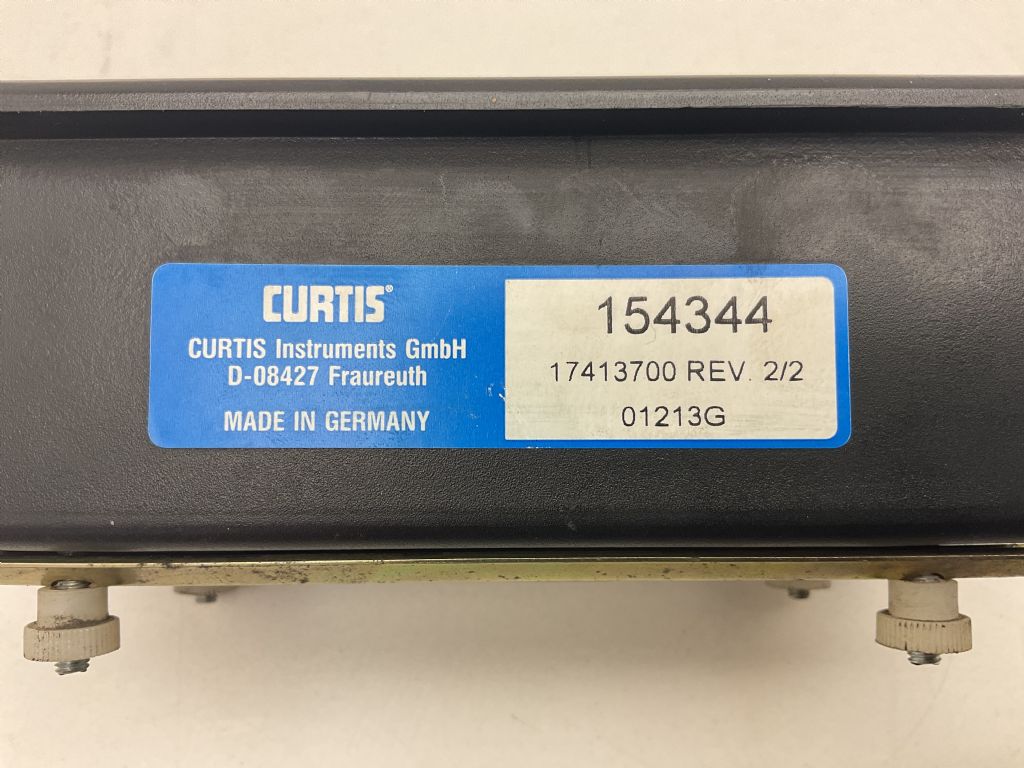 CURTIS®
CURTIS Instruments GmbH
D-08427 Fraureuth
MADE IN GERMANY
154344
17413700 REV. 2/2
01213G